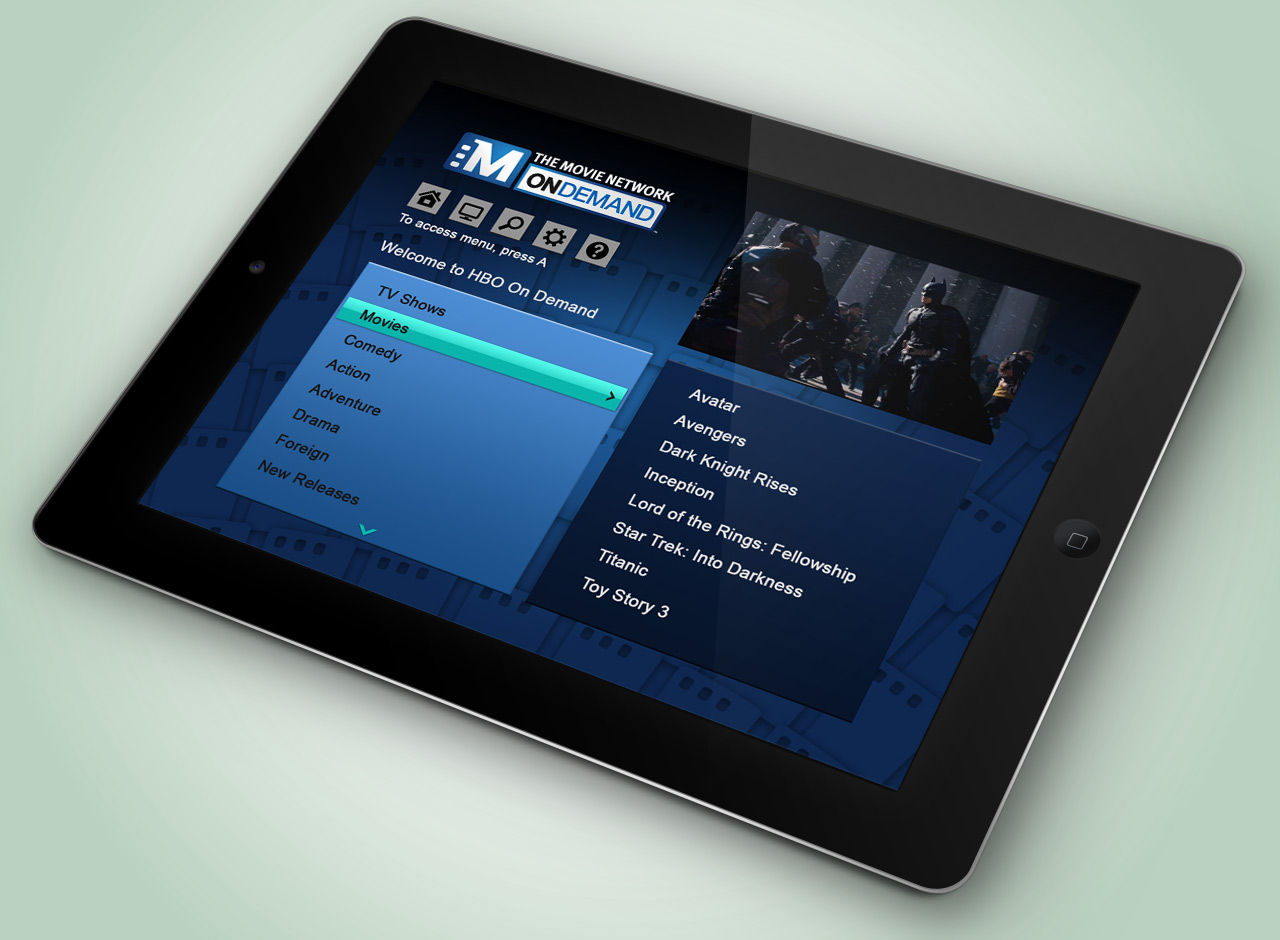 M
THE MOVIE NETWORK
ONDEMAND
?
To access menu, press A
Welcome to HBO On Demand
TV Shows
Movies
Comedy
Action
Adventure
Drama
Foreign
New Releases
Avatar
Avengers
Dark Knight Rises
Inception
Lord of the Rings: Fellowship
Star Trek: Into Darkness
Titanic
Toy Story 3